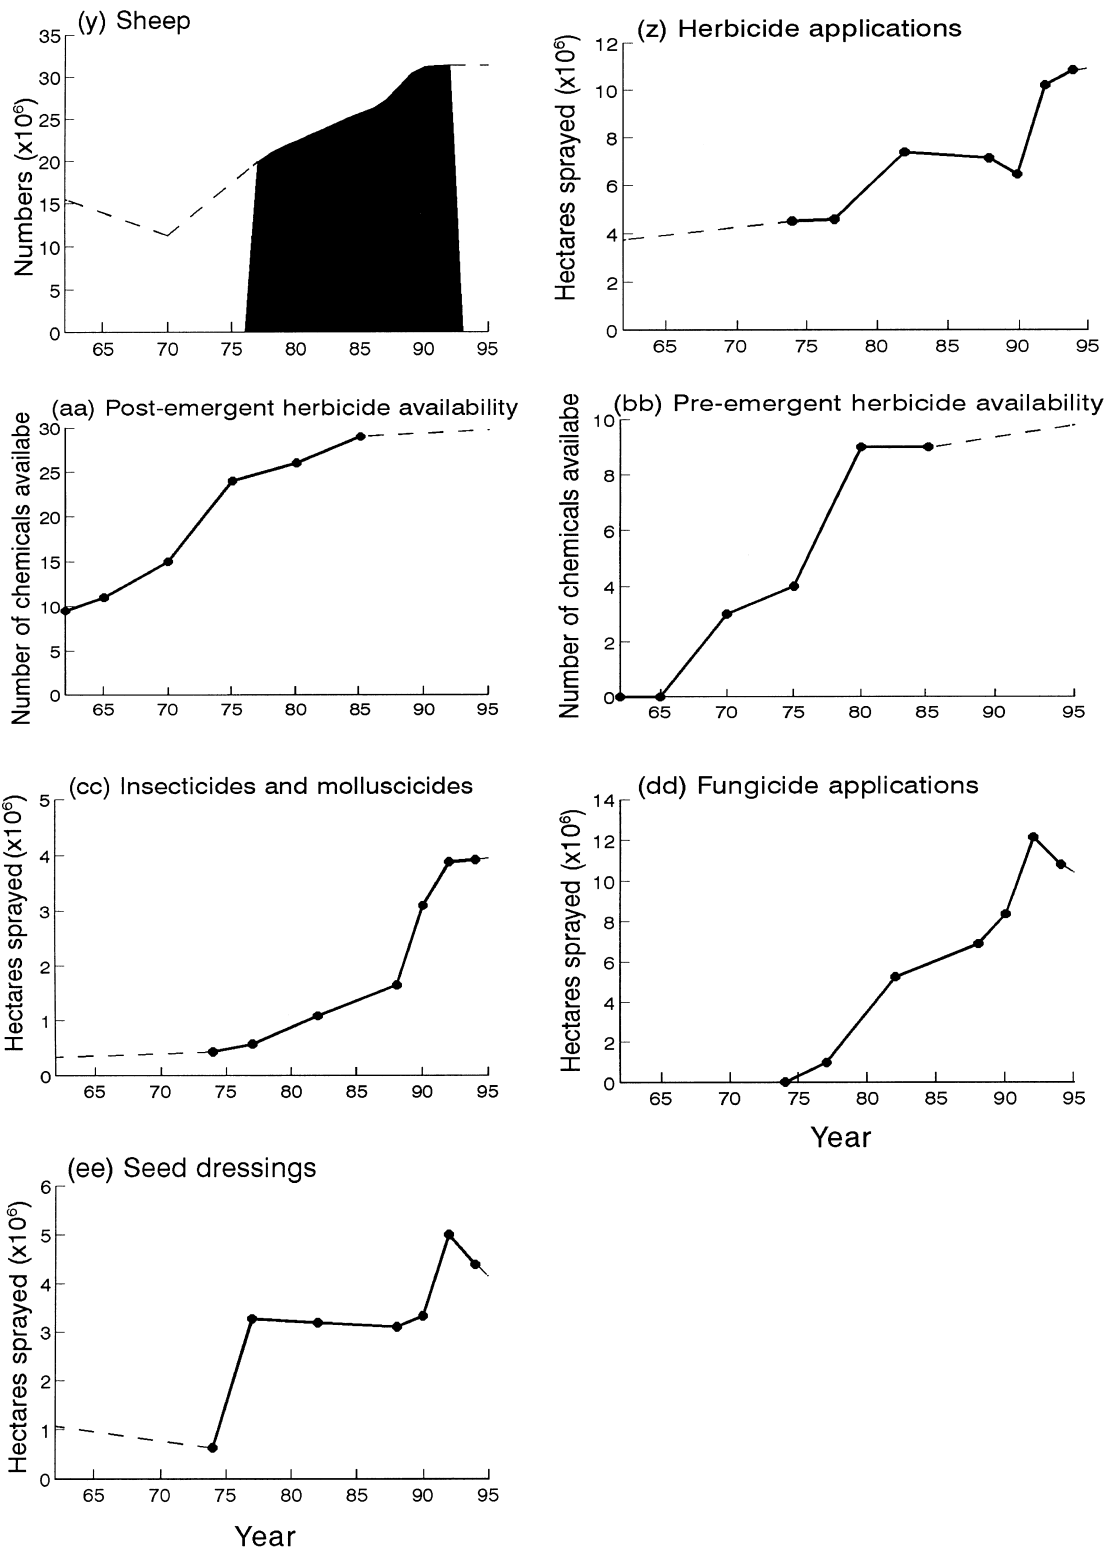 (y) Sheep
Numbers (x10⁶)
35
30
25
20
15
10
5
0
65 70 75 80 85 90 95
(z) Herbicide applications
Hectares sprayed (x10⁶)
12
10
8
6
4
2
0
65 70 75 80 85 90 95
(aa) Post-emergent herbicide availability
Number of chemicals availabe
30
25
20
15
10
5
0
65 70 75 80 85 90 95
(bb) Pre-emergent herbicide availability
Number of chemicals availabe
10
8
6
4
2
0
65 70 75 80 85 90 95
(cc) Insecticides and molluscicides
Hectares sprayed (x10⁶)
5
4
3
2
1
0
65 70 75 80 85 90 95
(dd) Fungicide applications
Hectares sprayed (x10⁶)
14
12
10
8
6
4
2
0
65 70 75 80 85 90 95
Year
(ee) Seed dressings
Hectares sprayed (x10⁶)
6
5
4
3
2
1
0
65 70 75 80 85 90 95
Year